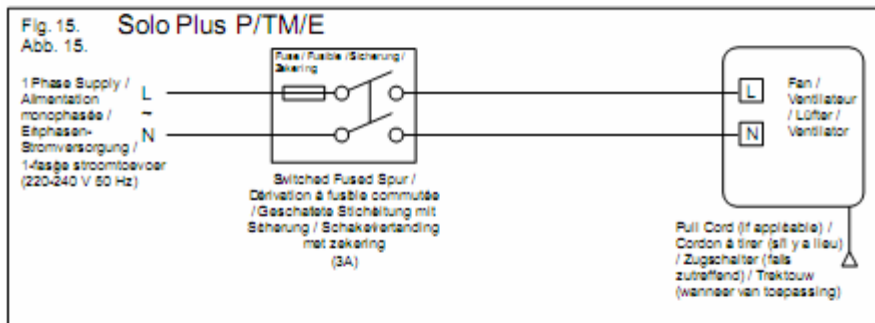 Fig. 15.
Abb. 15.
Solo Plus P/TM/E
1 Phase Supply /
Alimentation
monophasée /
Einphasen-
Stromversorgung /
1-fasige stroomtoevoer
(220-240 V 50 Hz)
L
~
N
Fuse / Fusible / Sicherung /
Zekering
Switched Fused Spur /
Dérivation à fusible commutée
/ Geschaltete Stichleitung mit
Sicherung / Schakelvertanding
met zekering
(3A)
L
N
Fan /
Ventilateur
/ Lüfter /
Ventilator
Pull Cord (if applicable) /
Cordon à tirer (s'il y a lieu)
/ Zugschalter (falls
zutreffend) / Trektouw
(wanneer van toepassing)